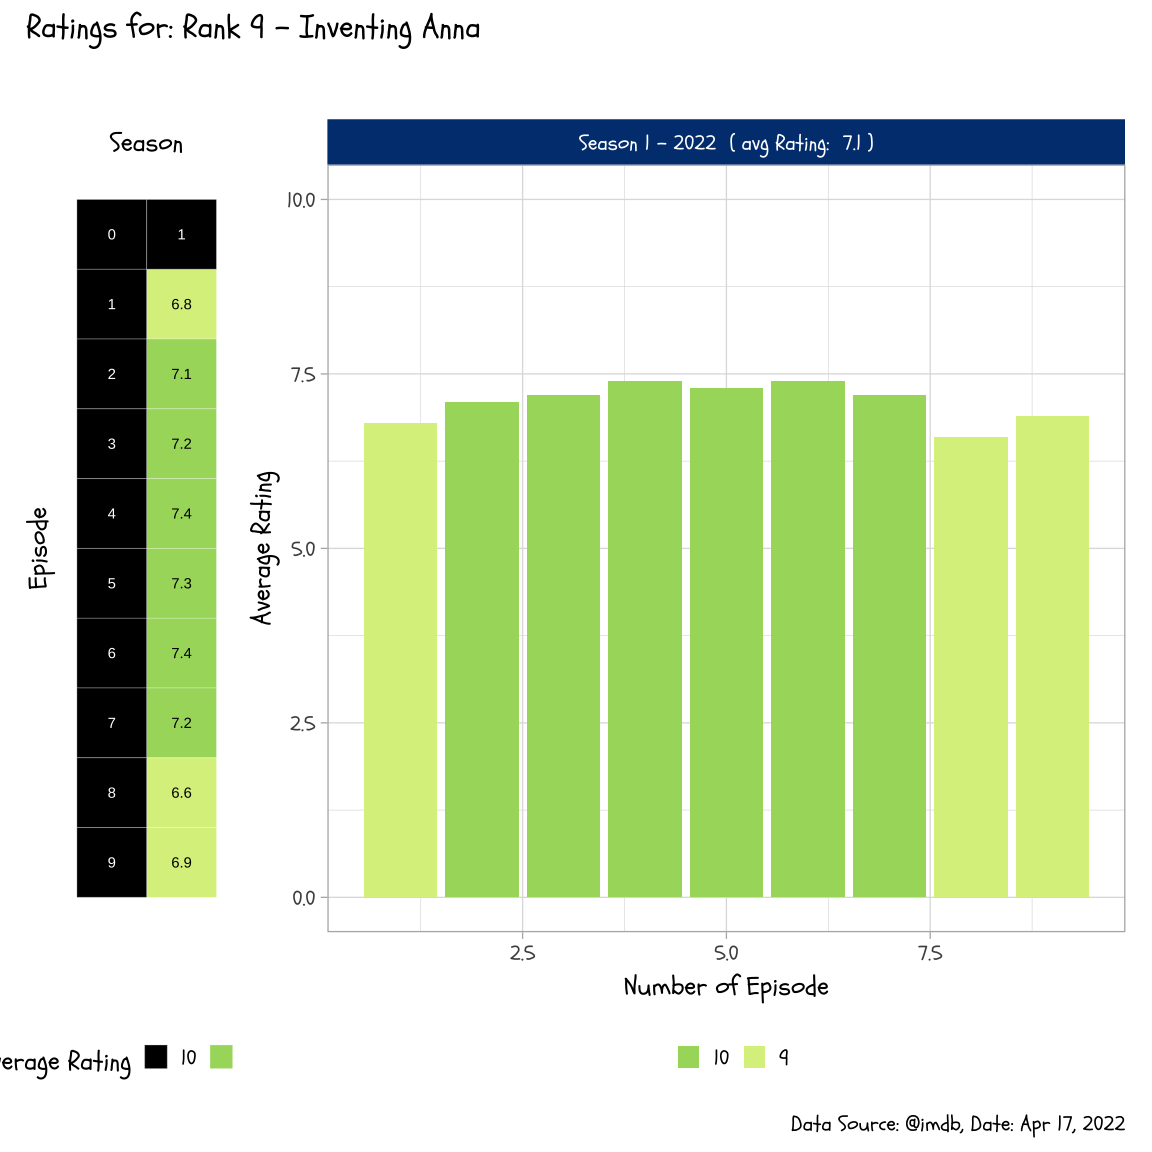 Ratings for: Rank 9 - Inventing Anna
Season
0 1
1 6.8
2 7.1
3 7.2
4 7.4
5 7.3
6 7.4
7 7.2
8 6.6
9 6.9
Episode
Season 1 - 2022 ( avg Rating: 7.1 )
10.0
7.5
5.0
2.5
0.0
Average Rating
2.5 5.0 7.5
Number of Episode
erage Rating 10
10 9
Data Source: @imdb, Date: Apr 17, 2022